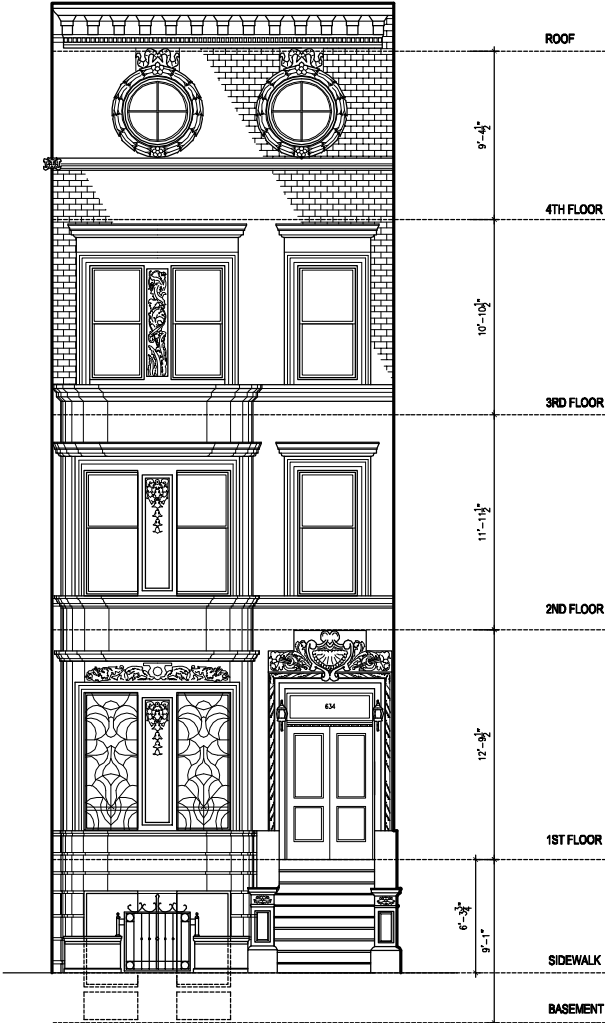 ROOF
9'-4½"
4TH FLOOR
10'-10½"
3RD FLOOR
11'-11½"
2ND FLOOR
634
12'-9½"
1ST FLOOR
6'-3¾"
9'-1"
SIDEWALK
BASEMENT